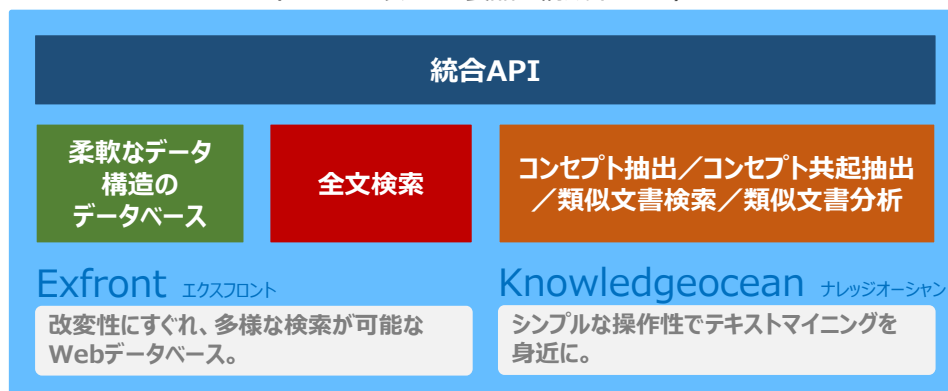 統合API
柔軟なデータ
構造の
データベース
全文検索
コンセプト抽出／コンセプト共起抽出
／類似文書検索／類似文書分析
Exfront エクスフロント
改変性にすぐれ、多様な検索が可能な
Webデータベース。
Knowledgeocean ナレッジオーシャン
シンプルな操作性でテキストマイニングを
身近に。